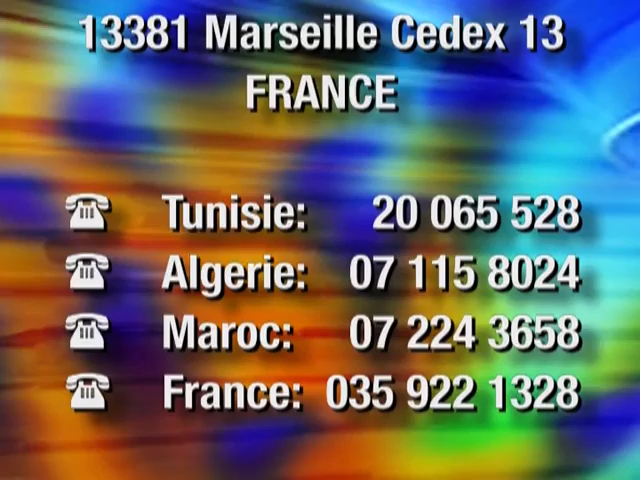 13381 Marseille Cedex 13
FRANCE
☎ Tunisie: 20 065 528
☎ Algerie: 07 115 8024
☎ Maroc: 07 224 3658
☎ France: 035 922 1328